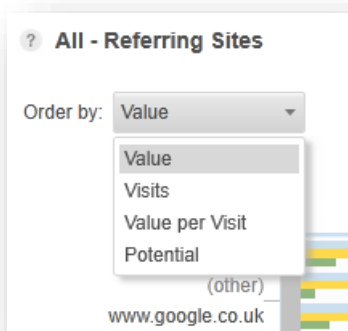 ? All - Referring Sites
Order by: Value
Value
Visits
Value per Visit
Potential
(other)
www.google.co.uk